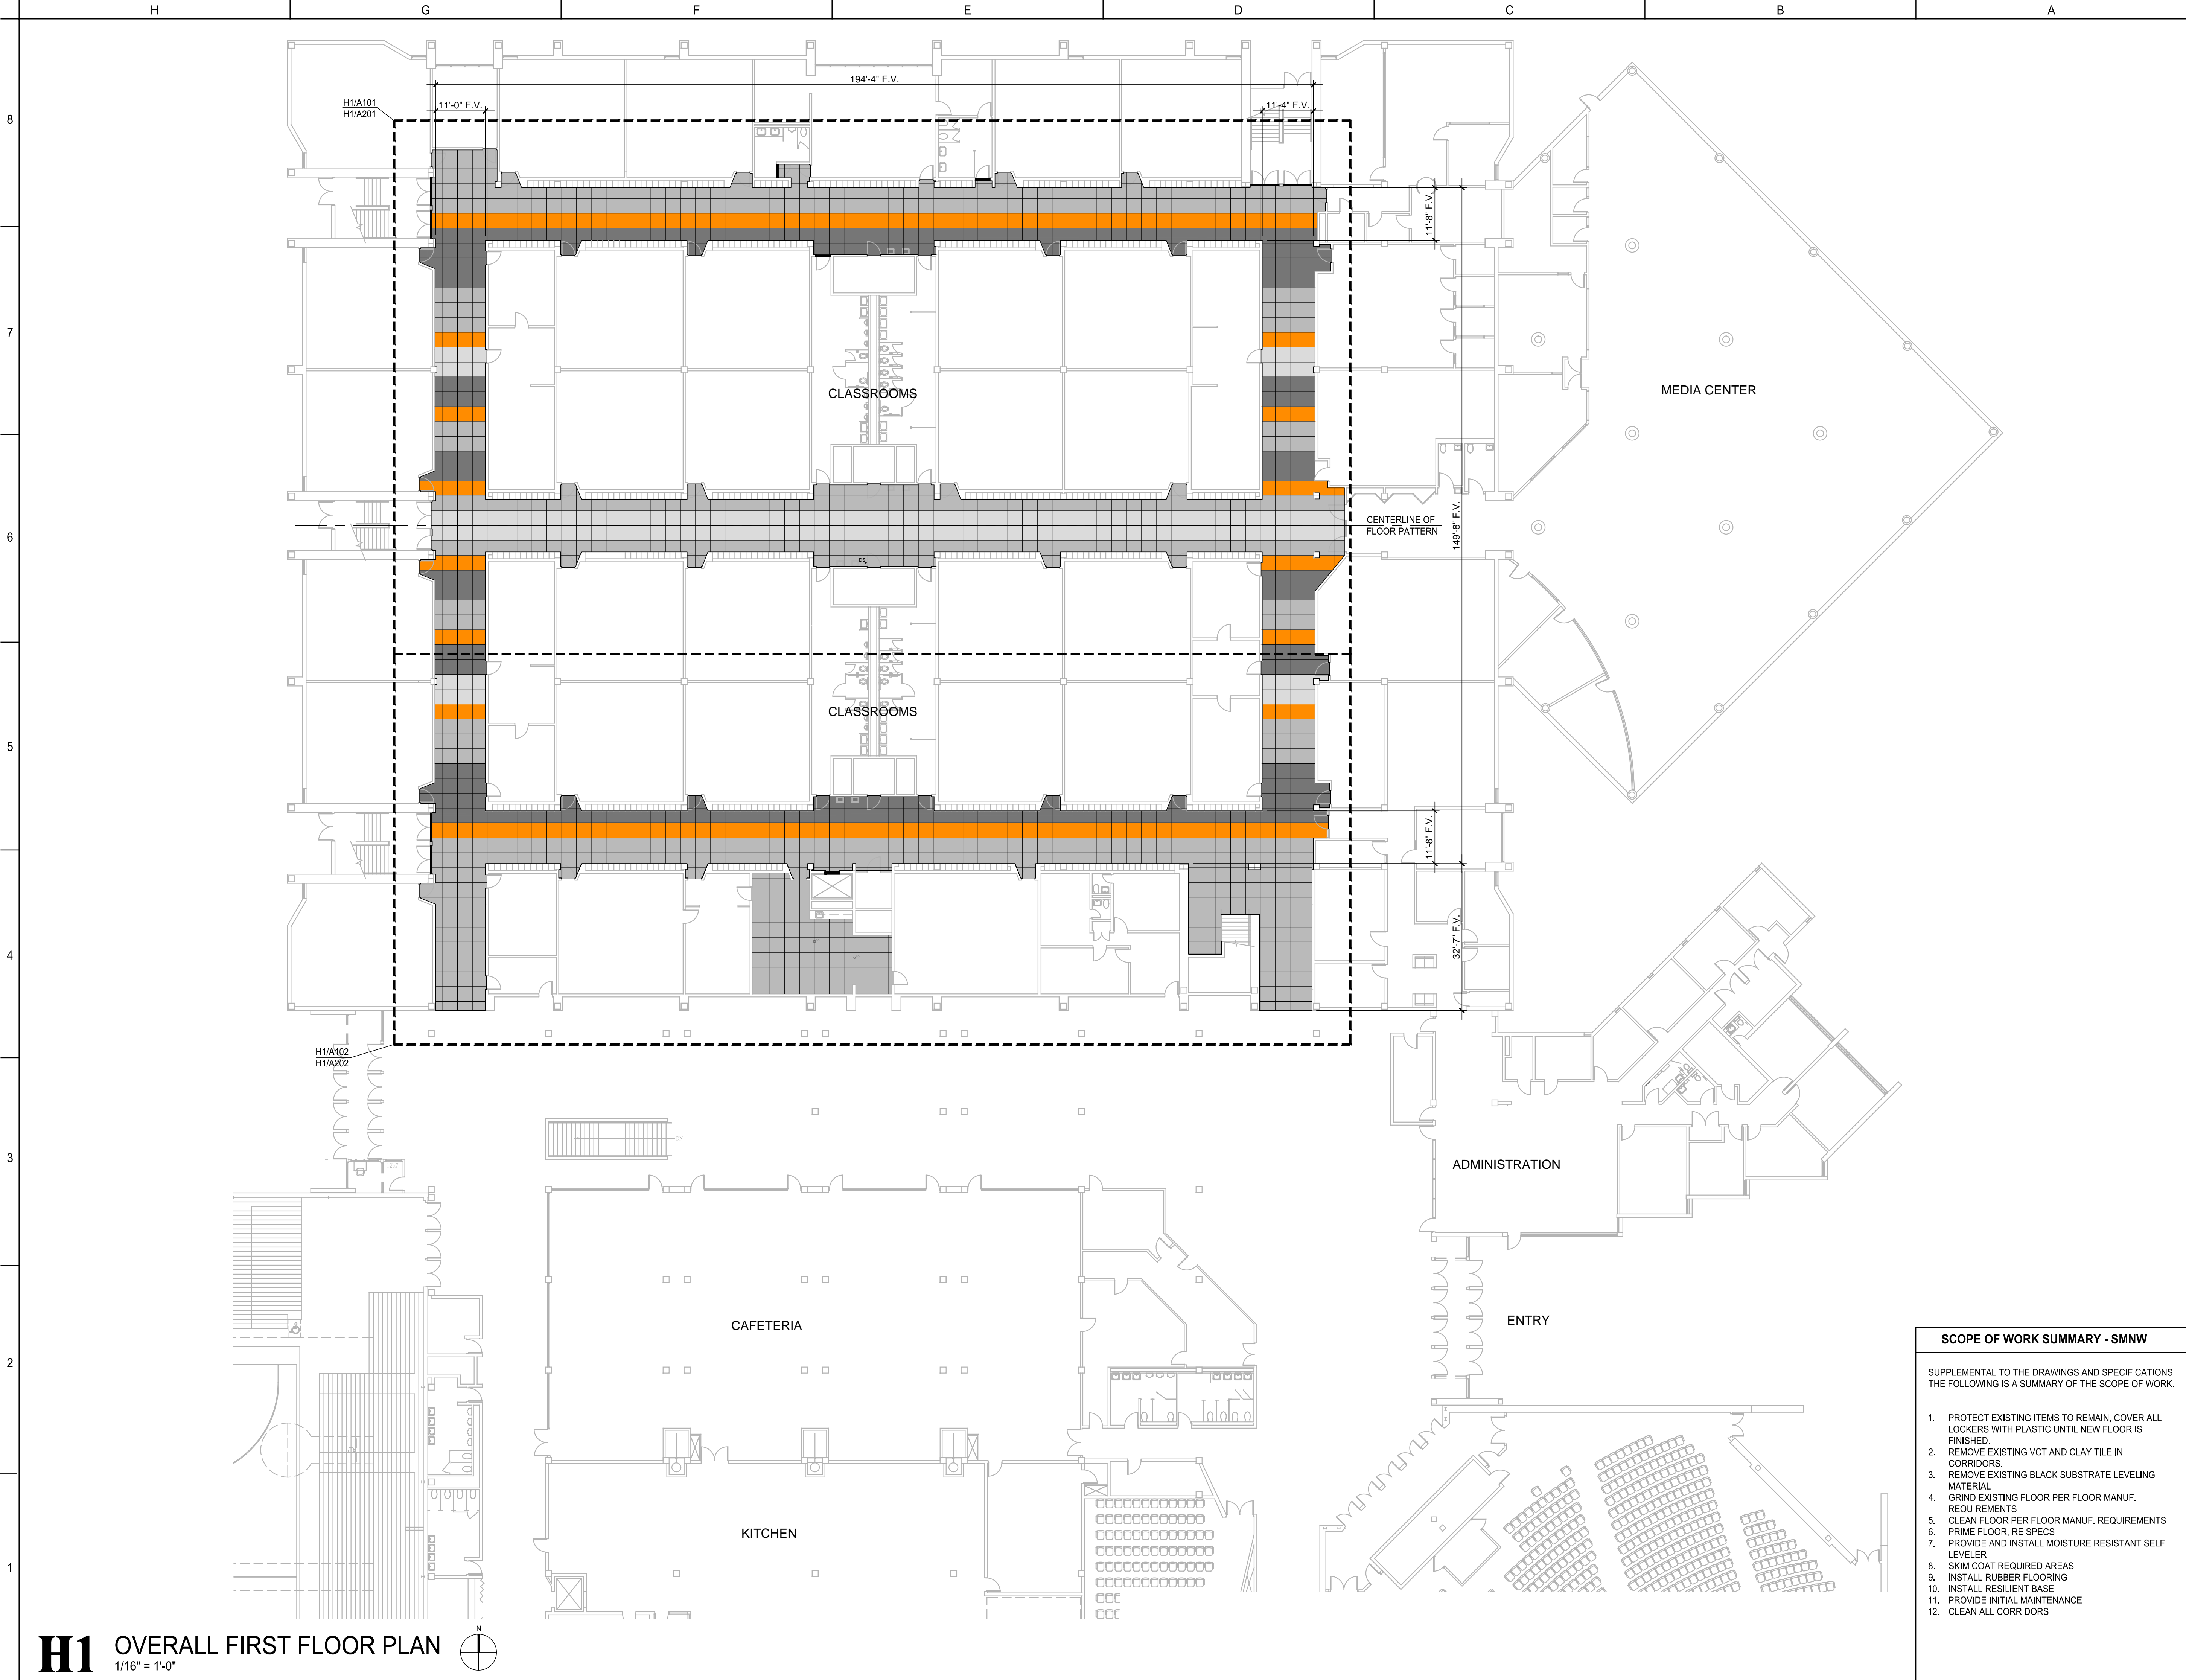 H G F E D C B A
194'-4" F.V.
11'-0" F.V.
11'-4" F.V.
H1/A101
H1/A201
8
11'-8" F.V.
7
CLASSROOMS
MEDIA CENTER
6
CENTERLINE OF
FLOOR PATTERN
149'-8" F.V.
CLASSROOMS
5
11'-8" F.V.
4
32'-7" F.V.
H1/A102
H1/A202
3
ADMINISTRATION
CAFETERIA
ENTRY
2
KITCHEN
1
SCOPE OF WORK SUMMARY - SMNW
SUPPLEMENTAL TO THE DRAWINGS AND SPECIFICATIONS
THE FOLLOWING IS A SUMMARY OF THE SCOPE OF WORK.
1. PROTECT EXISTING ITEMS TO REMAIN, COVER ALL
LOCKERS WITH PLASTIC UNTIL NEW FLOOR IS
FINISHED.
2. REMOVE EXISTING VCT AND CLAY TILE IN
CORRIDORS.
3. REMOVE EXISTING BLACK SUBSTRATE LEVELING
MATERIAL
4. GRIND EXISTING FLOOR PER FLOOR MANUF.
REQUIREMENTS
5. CLEAN FLOOR PER FLOOR MANUF. REQUIREMENTS
6. PRIME FLOOR, RE SPECS
7. PROVIDE AND INSTALL MOISTURE RESISTANT SELF
LEVELER
8. SKIM COAT REQUIRED AREAS
9. INSTALL RUBBER FLOORING
10. INSTALL RESILIENT BASE
11. PROVIDE INITIAL MAINTENANCE
12. CLEAN ALL CORRIDORS
H1 OVERALL FIRST FLOOR PLAN
1/16" = 1'-0"
N